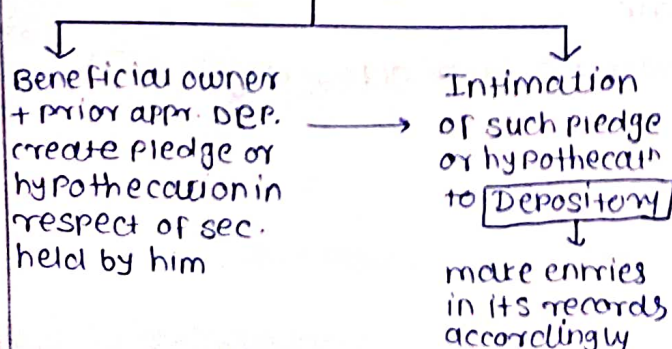 Beneficial owner
+ prior appr. Dep.
create pledge or
hypothecation in
respect of sec.
held by him
Intimation
of such pledge
or hypothecatn
to Depository
make entries
in its records
accordingly